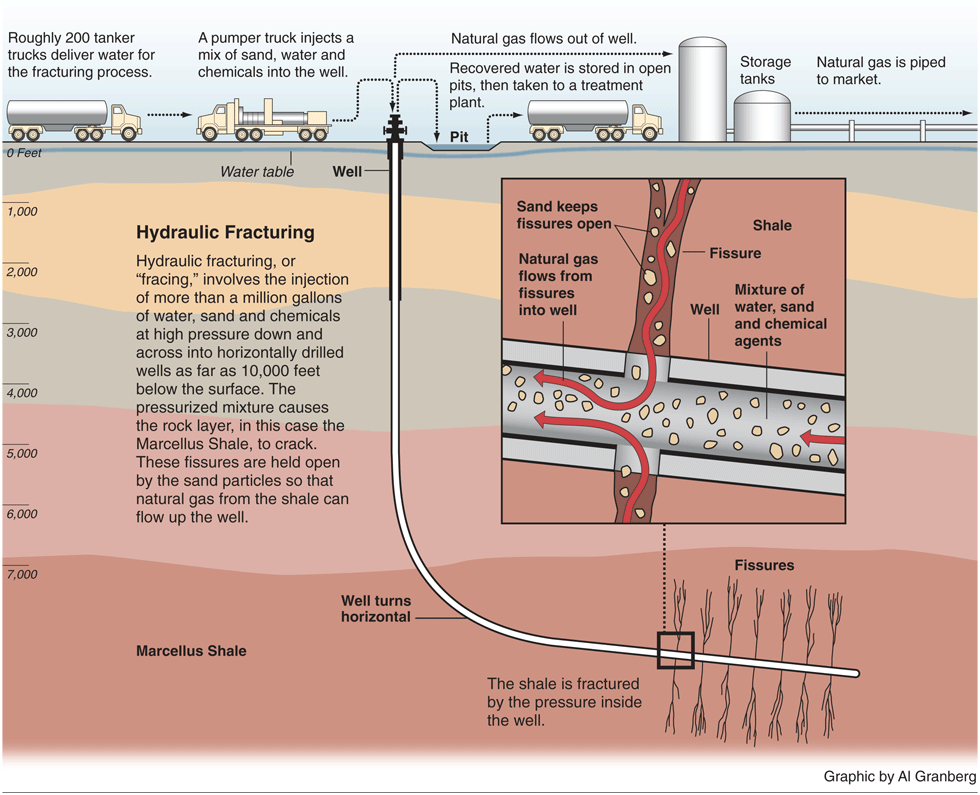 Roughly 200 tanker
trucks deliver water for
the fracturing process.
A pumper truck injects a
mix of sand, water and
chemicals into the well.
Natural gas flows out of well.
Recovered water is stored in open
pits, then taken to a treatment
plant.
Storage
tanks
Natural gas is piped
to market.
Pit
0 Feet
Water table
Well
1,000
2,000
3,000
4,000
5,000
6,000
7,000
Hydraulic Fracturing
Hydraulic fracturing, or
“fracing,” involves the injection
of more than a million gallons
of water, sand and chemicals
at high pressure down and
across into horizontally drilled
wells as far as 10,000 feet
below the surface. The
pressurized mixture causes
the rock layer, in this case the
Marcellus Shale, to crack.
These fissures are held open
by the sand particles so that
natural gas from the shale can
flow up the well.
Sand keeps
fissures open
Shale
Fissure
Natural gas
flows from
fissures
into well
Well
Mixture of
water, sand
and chemical
agents
Fissures
Well turns
horizontal
Marcellus Shale
The shale is fractured
by the pressure inside
the well.
Graphic by Al Granberg